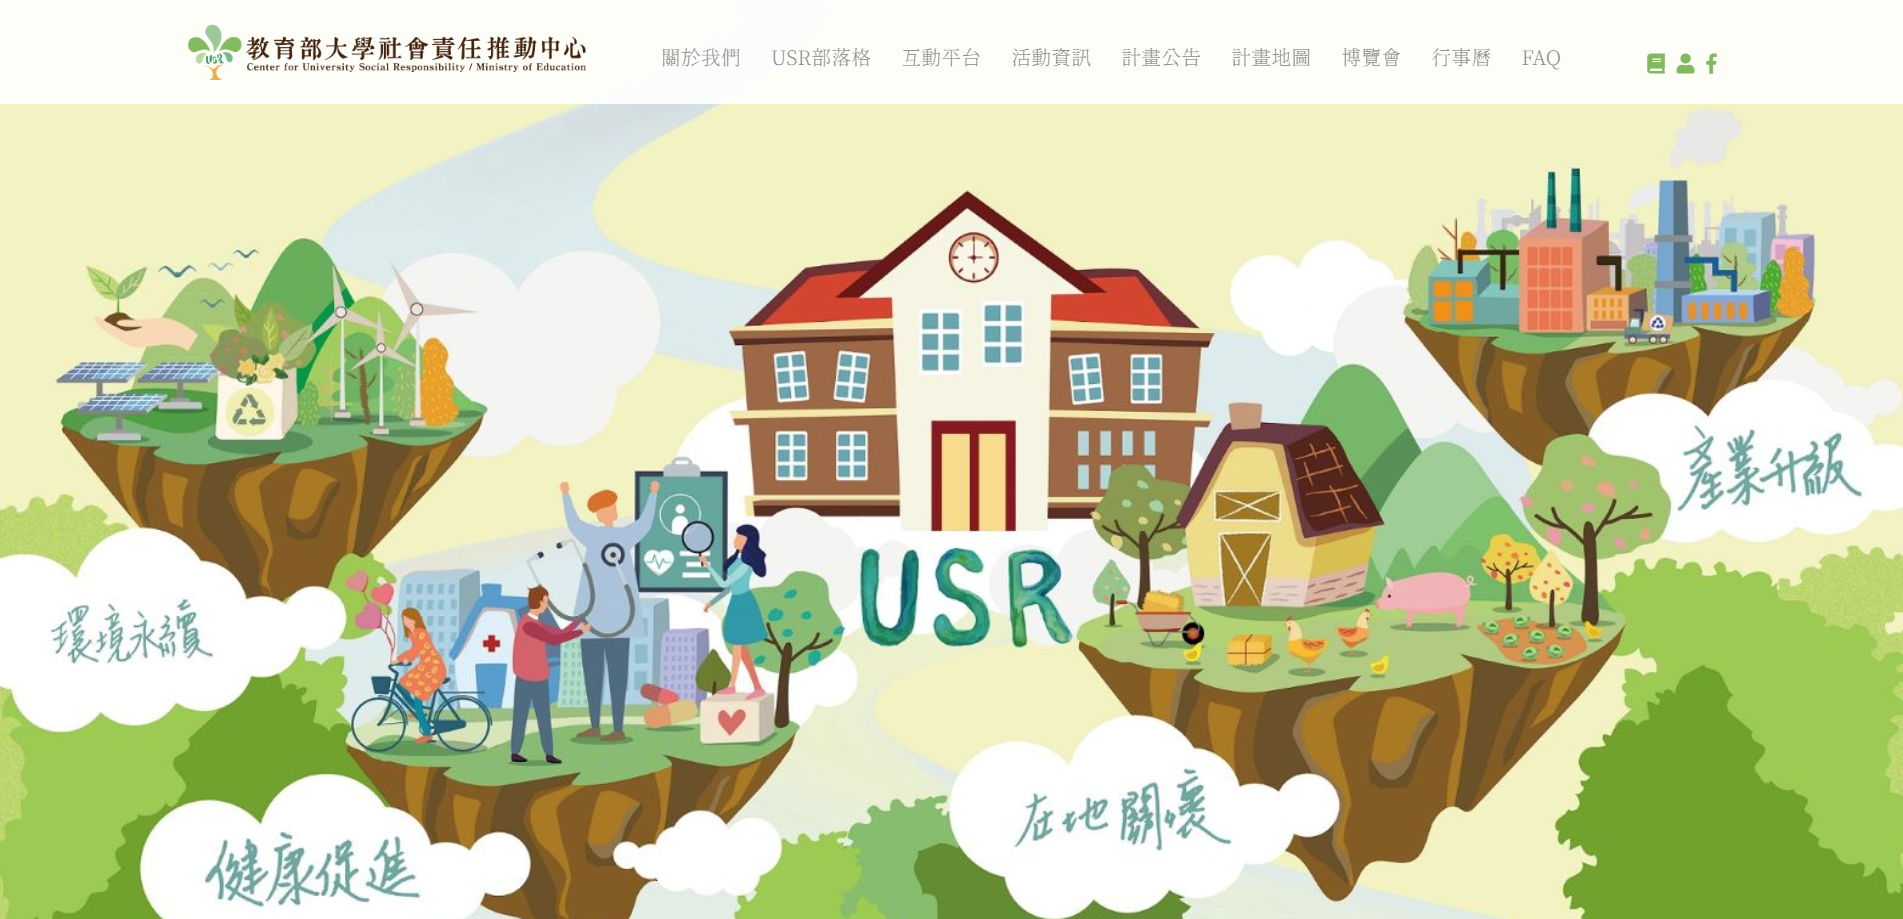 教育部大學社會責任推動中心
Center for University Social Responsibility / Ministry of Education
關於我們 USR部落格 互動平台 活動資訊 計畫公告 計畫地圖 博覽會 行事曆 FAQ
USR
產業升級
USR
環境永續
在地關懷
健康促進